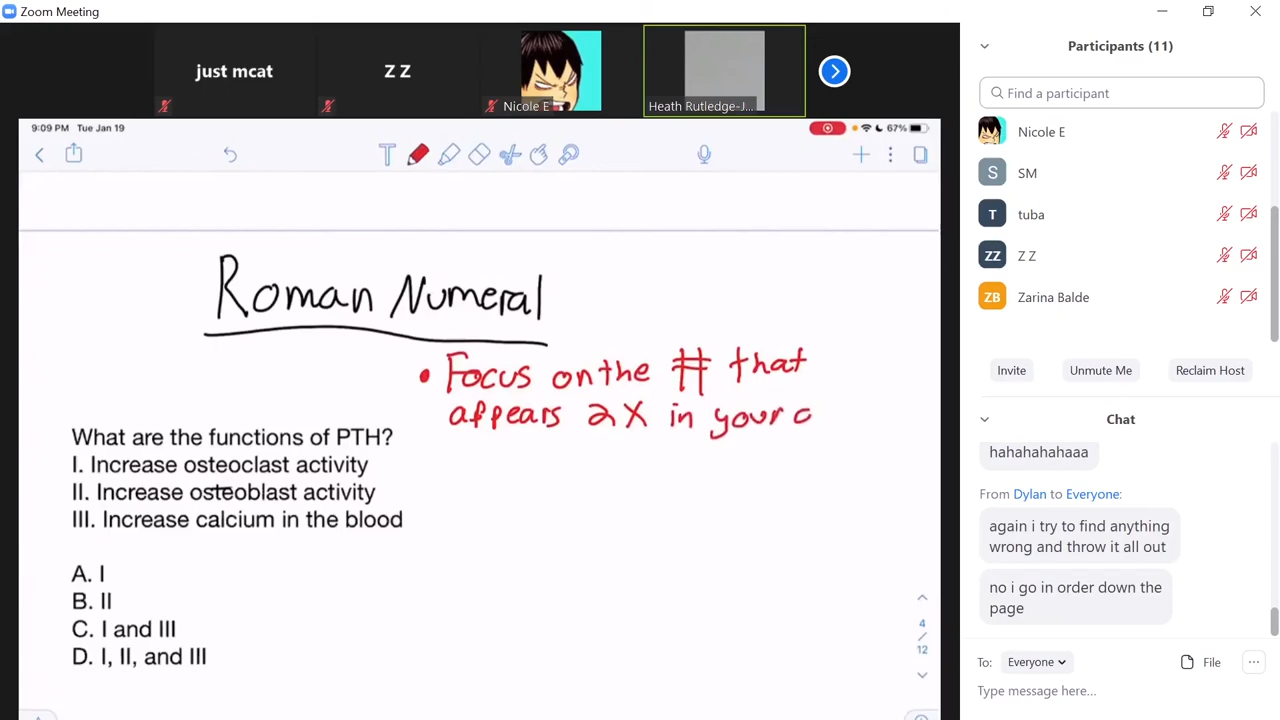 Zoom Meeting
just mcat
Z Z
Nicole E
Heath Rutledge-J...
9:09 PM Tue Jan 19
67%
Roman Numeral
• Focus on the # that
appears 2X in your c
What are the functions of PTH?
I. Increase osteoclast activity
II. Increase osteoblast activity
III. Increase calcium in the blood
A. I
B. II
C. I and III
D. I, II, and III
4
/
12
Participants (11)
Find a participant
Nicole E
S SM
T tuba
ZZ Z Z
ZB Zarina Balde
Invite Unmute Me Reclaim Host
Chat
hahahahahaaa
From Dylan to Everyone:
again i try to find anything
wrong and throw it all out
no i go in order down the
page
To: Everyone File
Type message here...